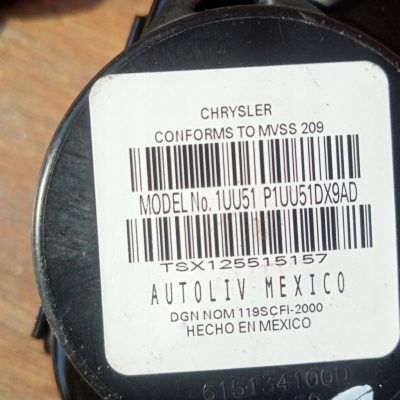 CHRYSLER
CONFORMS TO MVSS 209
MODEL No. 1UU51 P1UU51DX9AD
TSX125515157
AUTOLIV MEXICO
DGN NOM 119SCFI-2000
HECHO EN MEXICO
615134100D